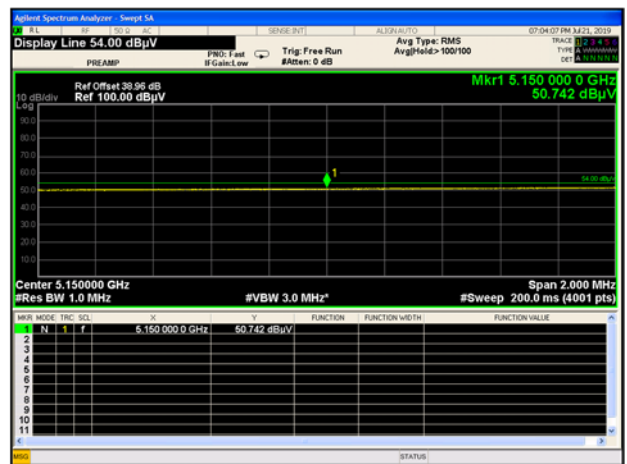 Agilent Spectrum Analyzer - Swept SA
RL RF 50 Ω AC SENSE:INT ALIGN AUTO 07:04:07 PM Jul 21, 2019
Display Line 54.00 dBµV
PREAMP
PNO: Fast
IFGain:Low
Trig: Free Run
#Atten: 0 dB
Avg Type: RMS
Avg|Hold:> 100/100
TRACE 1 2 3 4 5 6
TYPE A WWWWW
DET A N N N N N
Mkr1 5.150 000 0 GHz
50.742 dBµV
Ref Offset 38.96 dB
10 dB/div Ref 100.00 dBµV
Log
90.0
80.0
70.0
60.0
50.0
40.0
30.0
20.0
10.0
1
54.00 dBµV
Center 5.150000 GHz Span 2.000 MHz
#Res BW 1.0 MHz #VBW 3.0 MHz* #Sweep 200.0 ms (4001 pts)
MKR MODE TRC SCL X Y FUNCTION FUNCTION WIDTH FUNCTION VALUE
1 N 1 f 5.150 000 0 GHz 50.742 dBµV
2
3
4
5
6
7
8
9
10
11
MSG STATUS